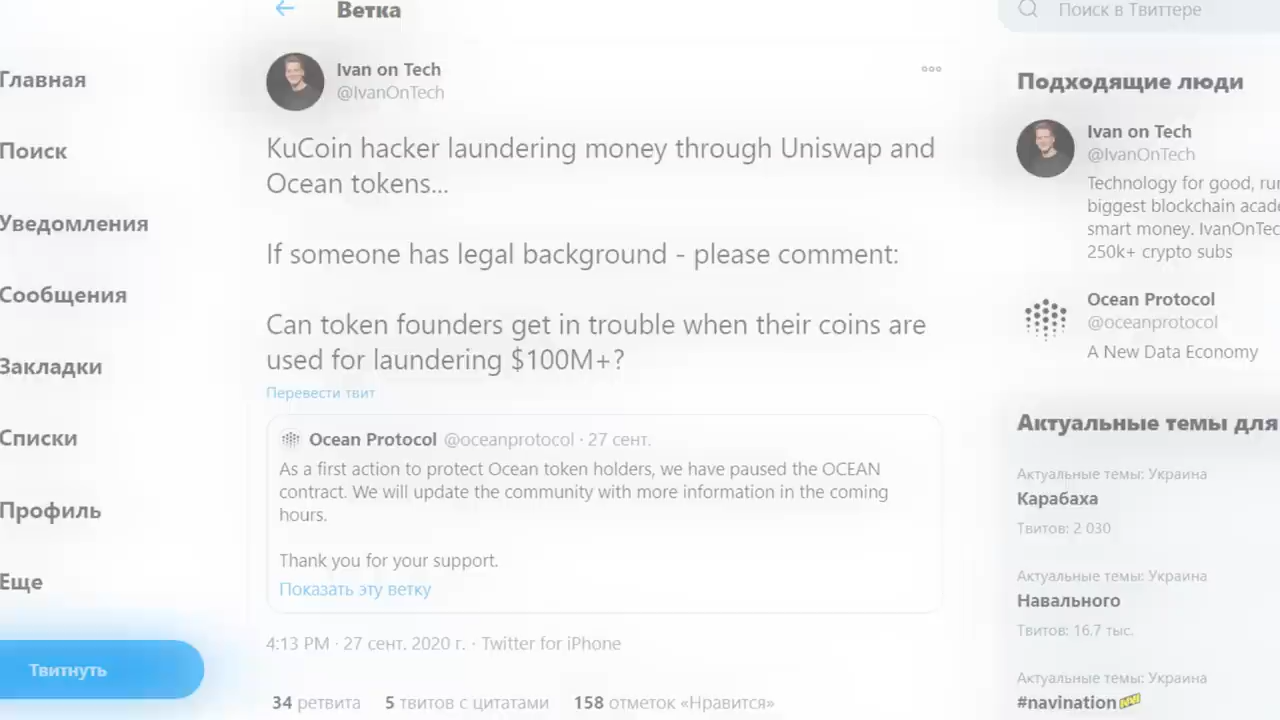 Ветка
Поиск в Твиттере
Главная
Поиск
Уведомления
Сообщения
Закладки
Списки
Профиль
Еще
Твитнуть
Ivan on Tech
@IvanOnTech
KuCoin hacker laundering money through Uniswap and
Ocean tokens...
If someone has legal background - please comment:
Can token founders get in trouble when their coins are
used for laundering $100M+?
Перевести твит
Ocean Protocol @oceanprotocol · 27 сент.
As a first action to protect Ocean token holders, we have paused the OCEAN
contract. We will update the community with more information in the coming
hours.
Thank you for your support.
Показать эту ветку
4:13 PM · 27 сент. 2020 г. · Twitter for iPhone
34 ретвита 5 твитов с цитатами 158 отметок «Нравится»
Подходящие люди
Ivan on Tech
@IvanOnTech
Technology for good,
biggest blockchain
smart money.
250k+ crypto subs
Ocean Protocol
@oceanprotocol
A New Data Economy
Актуальные темы для
Актуальные темы: Украина
Карабаха
Твитов: 2 030
Актуальные темы: Украина
Навального
Твитов: 16.7 тыс.
Актуальные темы: Украина
#navination